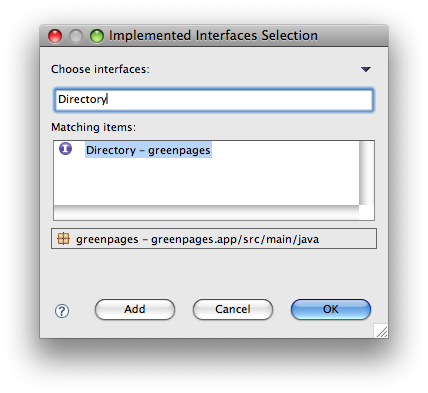 Implemented Interfaces Selection
Choose interfaces:
Directory
Matching items:
Directory – greenpages
greenpages – greenpages.app/src/main/java
? Add Cancel OK